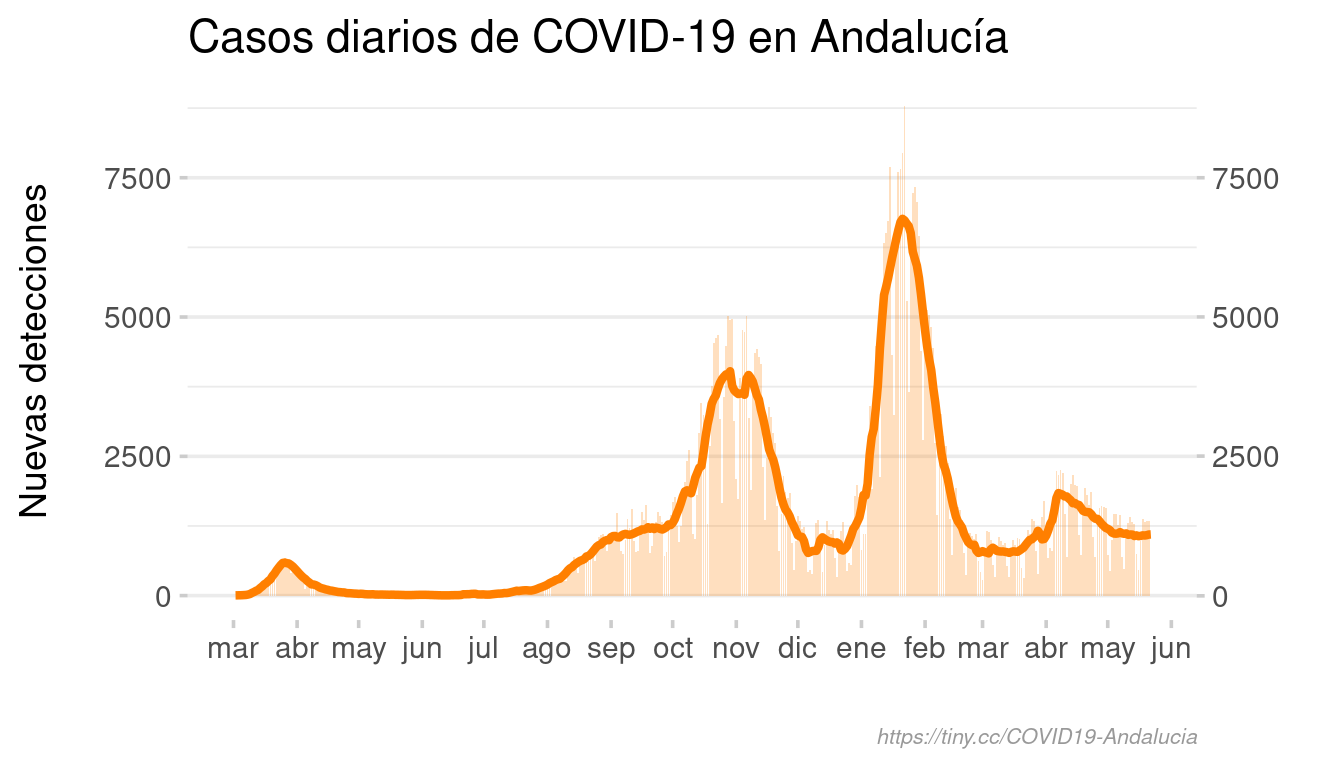 Casos diarios de COVID-19 en Andalucía
Nuevas detecciones
7500 7500
5000 5000
2500 2500
0 0
mar abr may jun jul ago sep oct nov dic ene feb mar abr may jun
https://tiny.cc/COVID19-Andalucia